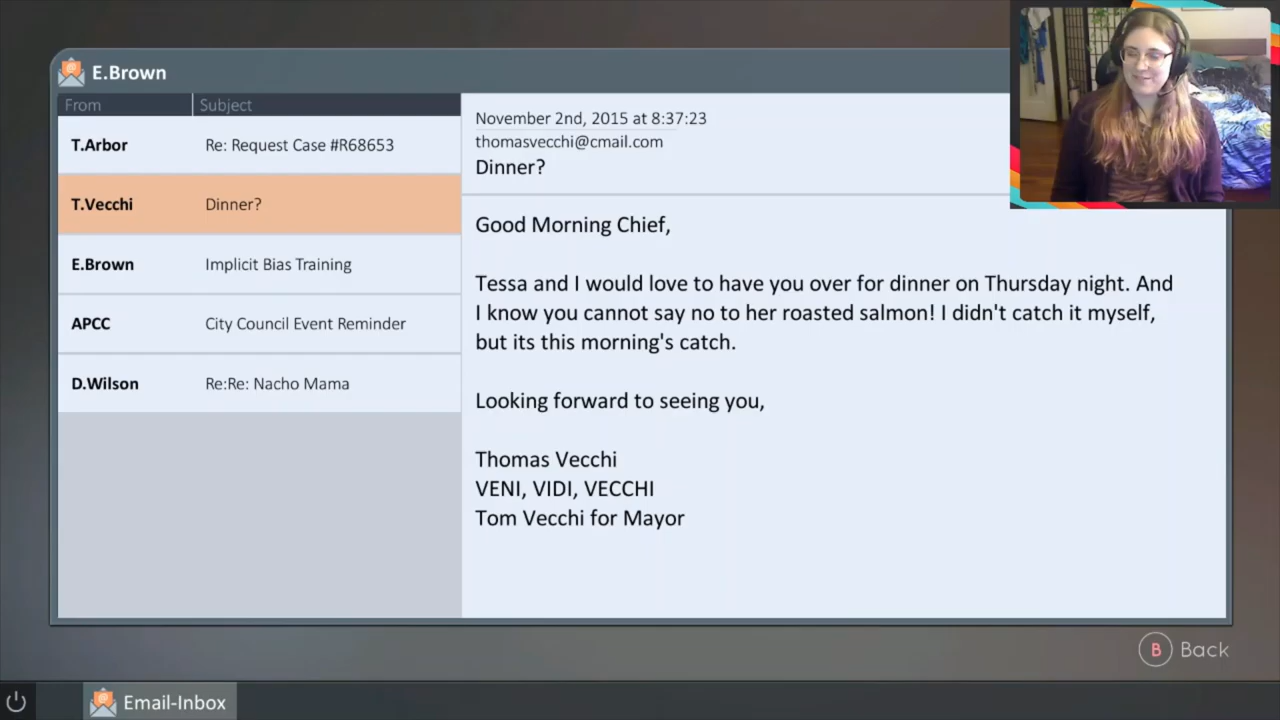 E.Brown
From Subject
T.Arbor Re: Request Case #R68653
T.Vecchi Dinner?
E.Brown Implicit Bias Training
APCC City Council Event Reminder
D.Wilson Re:Re: Nacho Mama
November 2nd, 2015 at 8:37:23
thomasvecchi@cmail.com
Dinner?
Good Morning Chief,
Tessa and I would love to have you over for dinner on Thursday night. And
I know you cannot say no to her roasted salmon! I didn't catch it myself,
but its this morning's catch.
Looking forward to seeing you,
Thomas Vecchi
VENI, VIDI, VECCHI
Tom Vecchi for Mayor
B Back
Email-Inbox